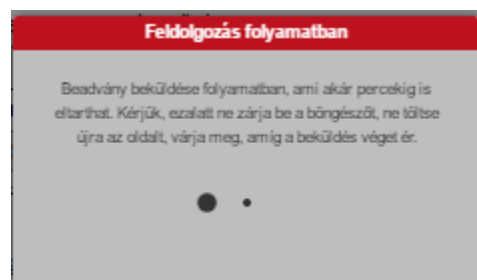 Feldolgozás folyamatban
Beadvány beküldése folyamatban, ami akár percekig is
eltarthat. Kérjük, ezalatt ne zárja be a böngészőt, ne töltse
újra az oldalt, várja meg, amíg a beküldés véget ér.